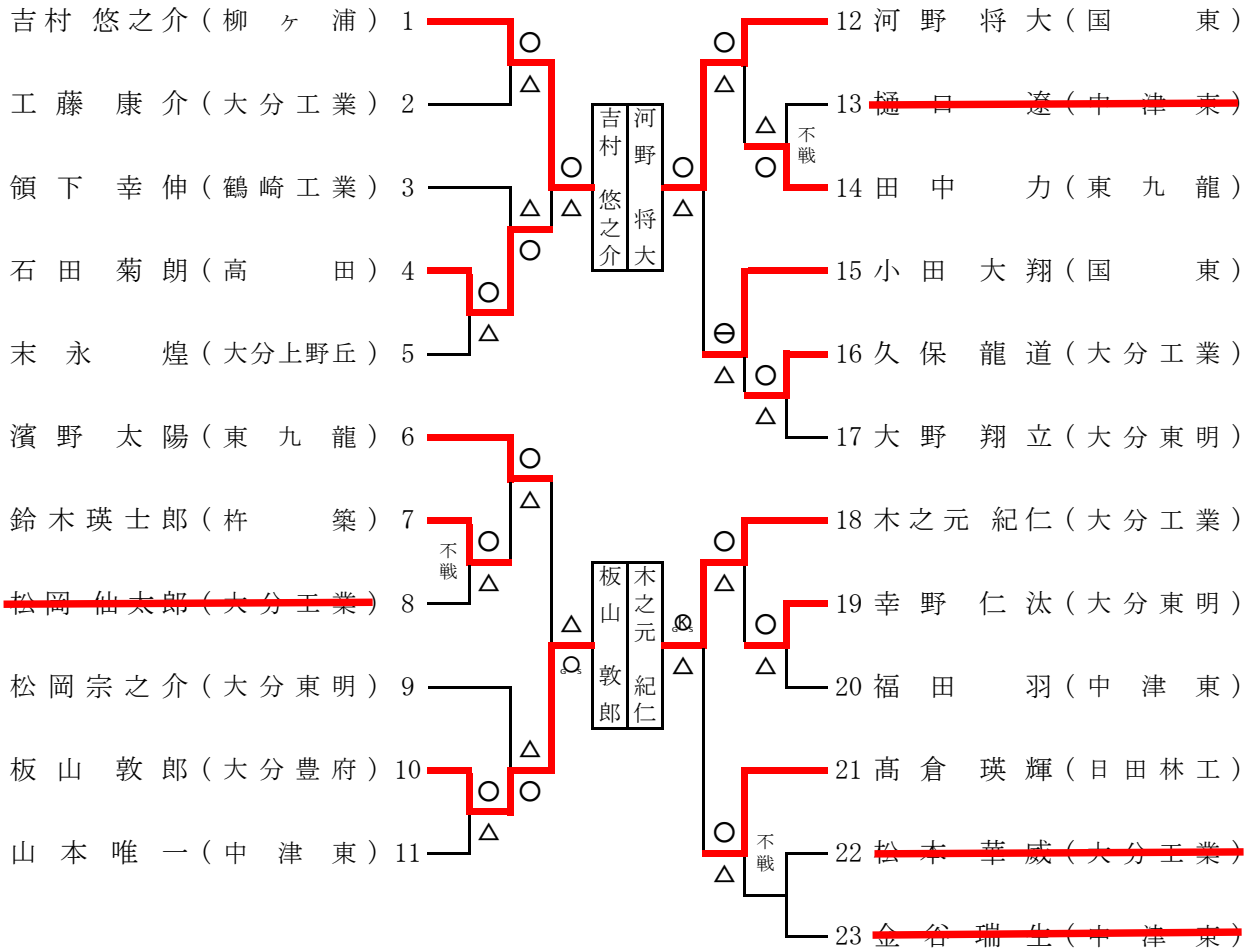 吉村 悠之介(柳ヶ浦) 1
工藤康介(大分工業) 2
領下幸伸(鶴崎工業) 3
石田菊朗(高田) 4
末永煌(大分上野丘) 5
濱野太陽(東九龍) 6
鈴木瑛士郎(杵築) 7
不戦
松岡仙太郎(大分工業) 8
松岡宗之介(大分東明) 9
板山敦郎(大分豊府) 10
山本唯一(中津東) 11
吉村 悠之介
河野 将大
板山 敦郎
木之元 紀仁
12 河野将大(国東)
13 樋口遼(中津東)
不戦
14 田中力(東九龍)
15 小田大翔(国東)
16 久保龍道(大分工業)
17 大野翔立(大分東明)
18 木之元 紀仁(大分工業)
19 幸野仁汰(大分東明)
20 福田羽(中津東)
21 髙倉瑛輝(日田林工)
不戦
22 松本華威(大分工業)
23 金谷瑞生(中津東)